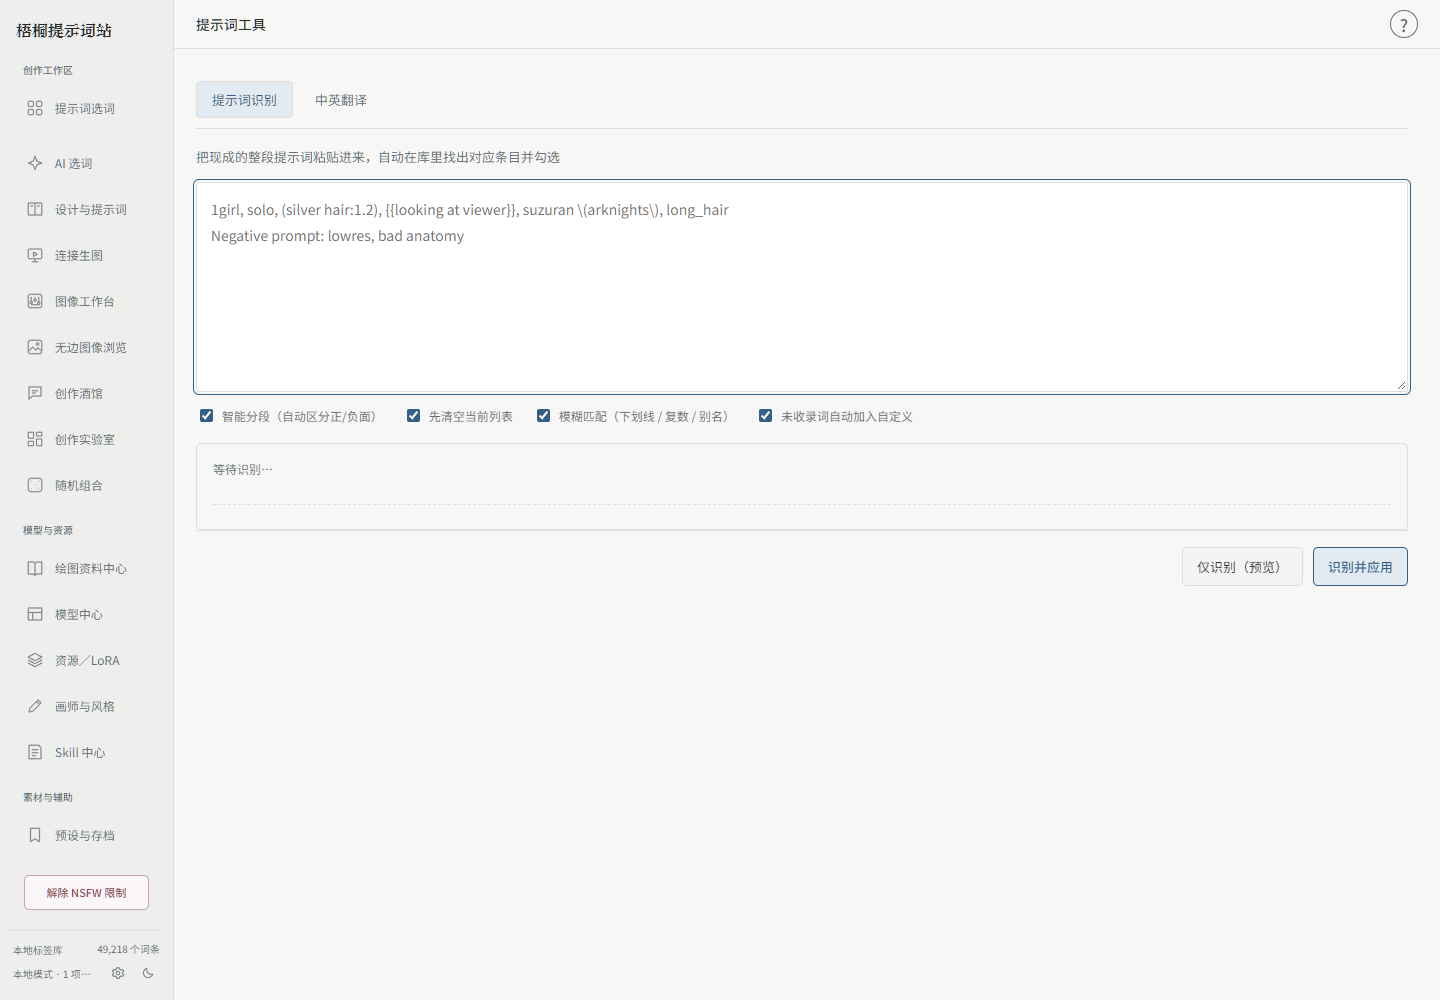 梧桐提示词站
创作工作区
提示词选词
AI 选词
设计与提示词
连接生图
图像工作台
无边图像浏览
创作酒馆
创作实验室
随机组合
模型与资源
绘图资料中心
模型中心
资源／LoRA
画师与风格
Skill 中心
素材与辅助
预设与存档
解除 NSFW 限制
本地标签库 49,218 个词条
本地模式 · 1 项…
提示词工具
?
提示词识别 中英翻译
把现成的整段提示词粘贴进来，自动在库里找出对应条目并勾选
1girl, solo, (silver hair:1.2), {{looking at viewer}}, suzuran \(arknights\), long_hair
Negative prompt: lowres, bad anatomy
智能分段（自动区分正/负面） 先清空当前列表 模糊匹配（下划线 / 复数 / 别名） 未收录词自动加入自定义
等待识别…
仅识别（预览） 识别并应用